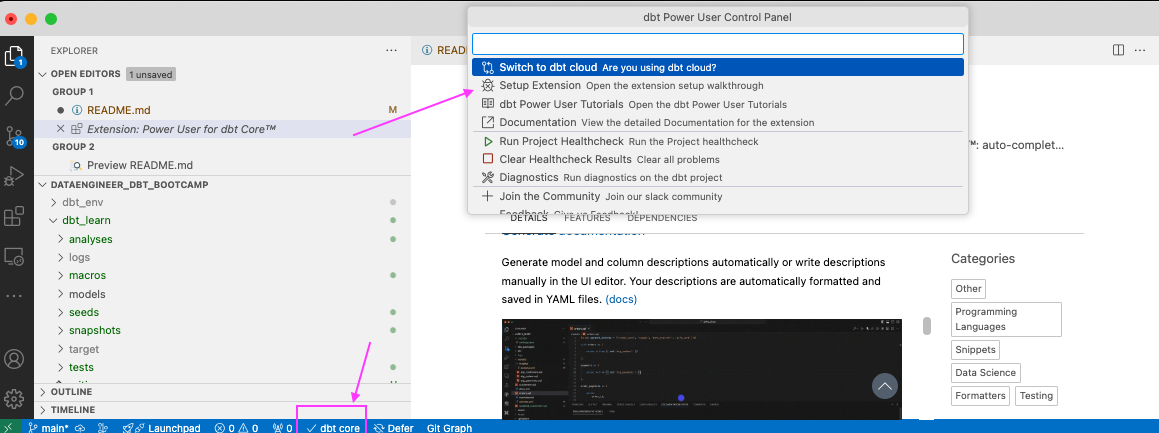 dbt Power User Control Panel
Switch to dbt cloud Are you using dbt cloud?
Setup Extension Open the extension setup walkthrough
dbt Power User Tutorials Open the dbt Power User Tutorials
Documentation View the detailed Documentation for the extension
Run Project Healthcheck Run the Project healthcheck
Clear Healthcheck Results Clear all problems
Diagnostics Run diagnostics on the dbt project
Join the Community Join our slack community
Feedback Give us Feedback!
EXPLORER
OPEN EDITORS 1 unsaved
GROUP 1
README.md M
Extension: Power User for dbt Core™
GROUP 2
Preview README.md
DATAENGINEER_DBT_BOOTCAMP
dbt_env
dbt_learn
analyses
logs
macros
models
seeds
snapshots
target
tests
OUTLINE
TIMELINE
1
10
READ
™: auto-complet...
DETAILS FEATURES DEPENDENCIES
Generate documentation
Generate model and column descriptions automatically or write descriptions
manually in the UI editor. Your descriptions are automatically formatted and
saved in YAML files. (docs)
Categories
Other
Programming
Languages
Snippets
Data Science
Formatters Testing
main* Launchpad 0 0 0 dbt core Defer Git Graph